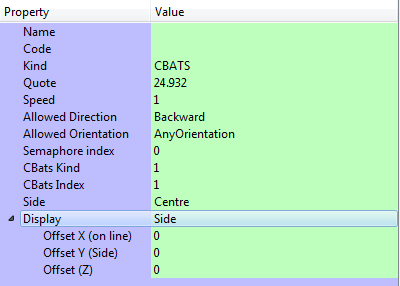 Property Value
Name
Code
Kind CBATS
Quote 24.932
Speed 1
Allowed Direction Backward
Allowed Orientation AnyOrientation
Semaphore index 0
CBats Kind 1
CBats Index 1
Side Centre
Display Side
Offset X (on line) 0
Offset Y (Side) 0
Offset (Z) 0